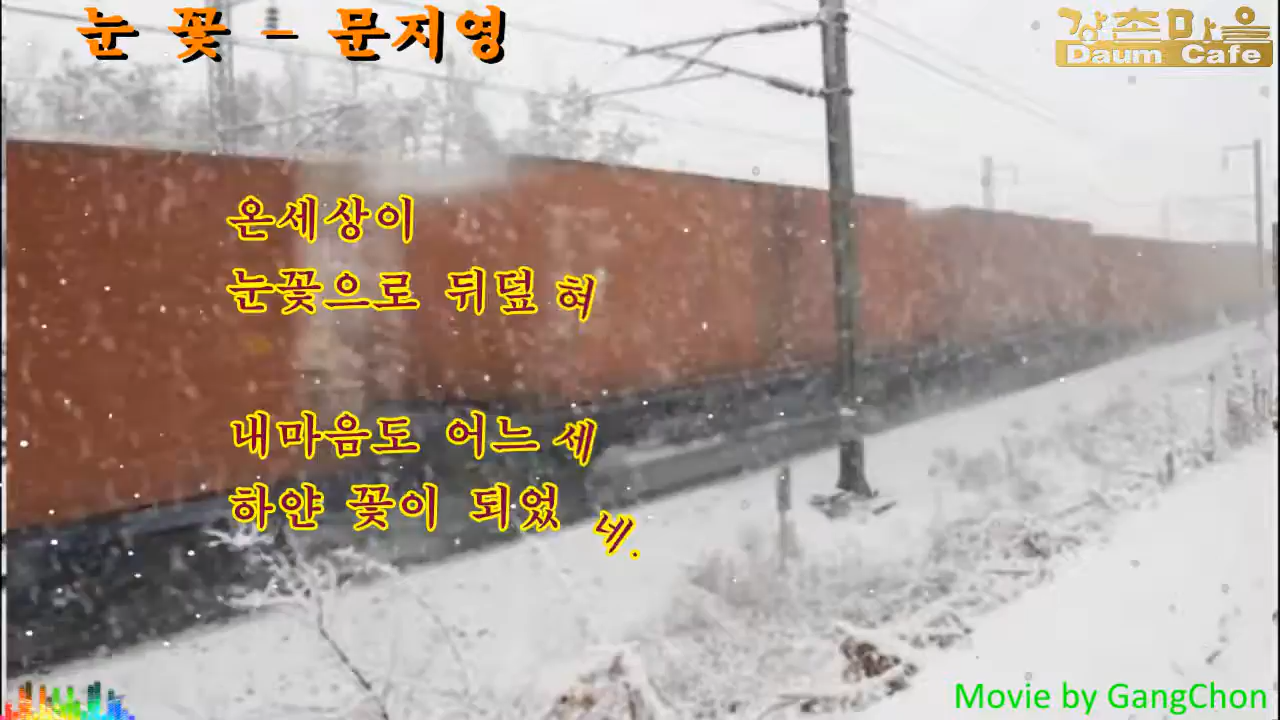 눈 꽃 - 문지영
강촌마을
Daum Cafe
온세상이
눈꽃으로 뒤덮 혀
내마음도 어느 세
하얀 꽃이 되었 네.
Movie by GangChon